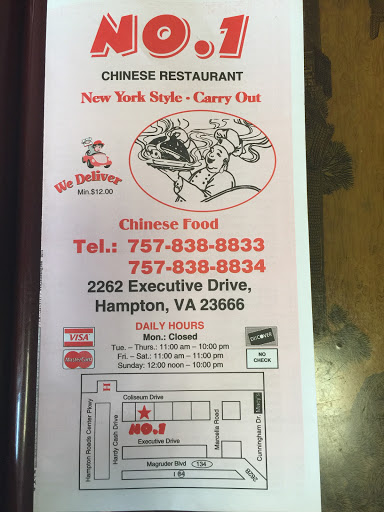 NO.1
CHINESE RESTAURANT
New York Style - Carry Out
We Deliver
Min.$12.00
Chinese Food
Tel.: 757-838-8833
757-838-8834
2262 Executive Drive,
Hampton, VA 23666
DAILY HOURS
Mon.: Closed
Tue. – Thurs.: 11:00 am – 10:00 pm
Fri. – Sat.: 11:00 am – 11:00 pm
Sunday: 12:00 noon – 10:00 pm
VISA
MasterCard
DISCOVER
NO
CHECK
H
Coliseum Drive
Hampton Roads Center Pkwy
Hardy Cash Drive
NO.1
Marcella Road
Cunningham Dr.
Executive Drive
Magruder Blvd 134
I 64